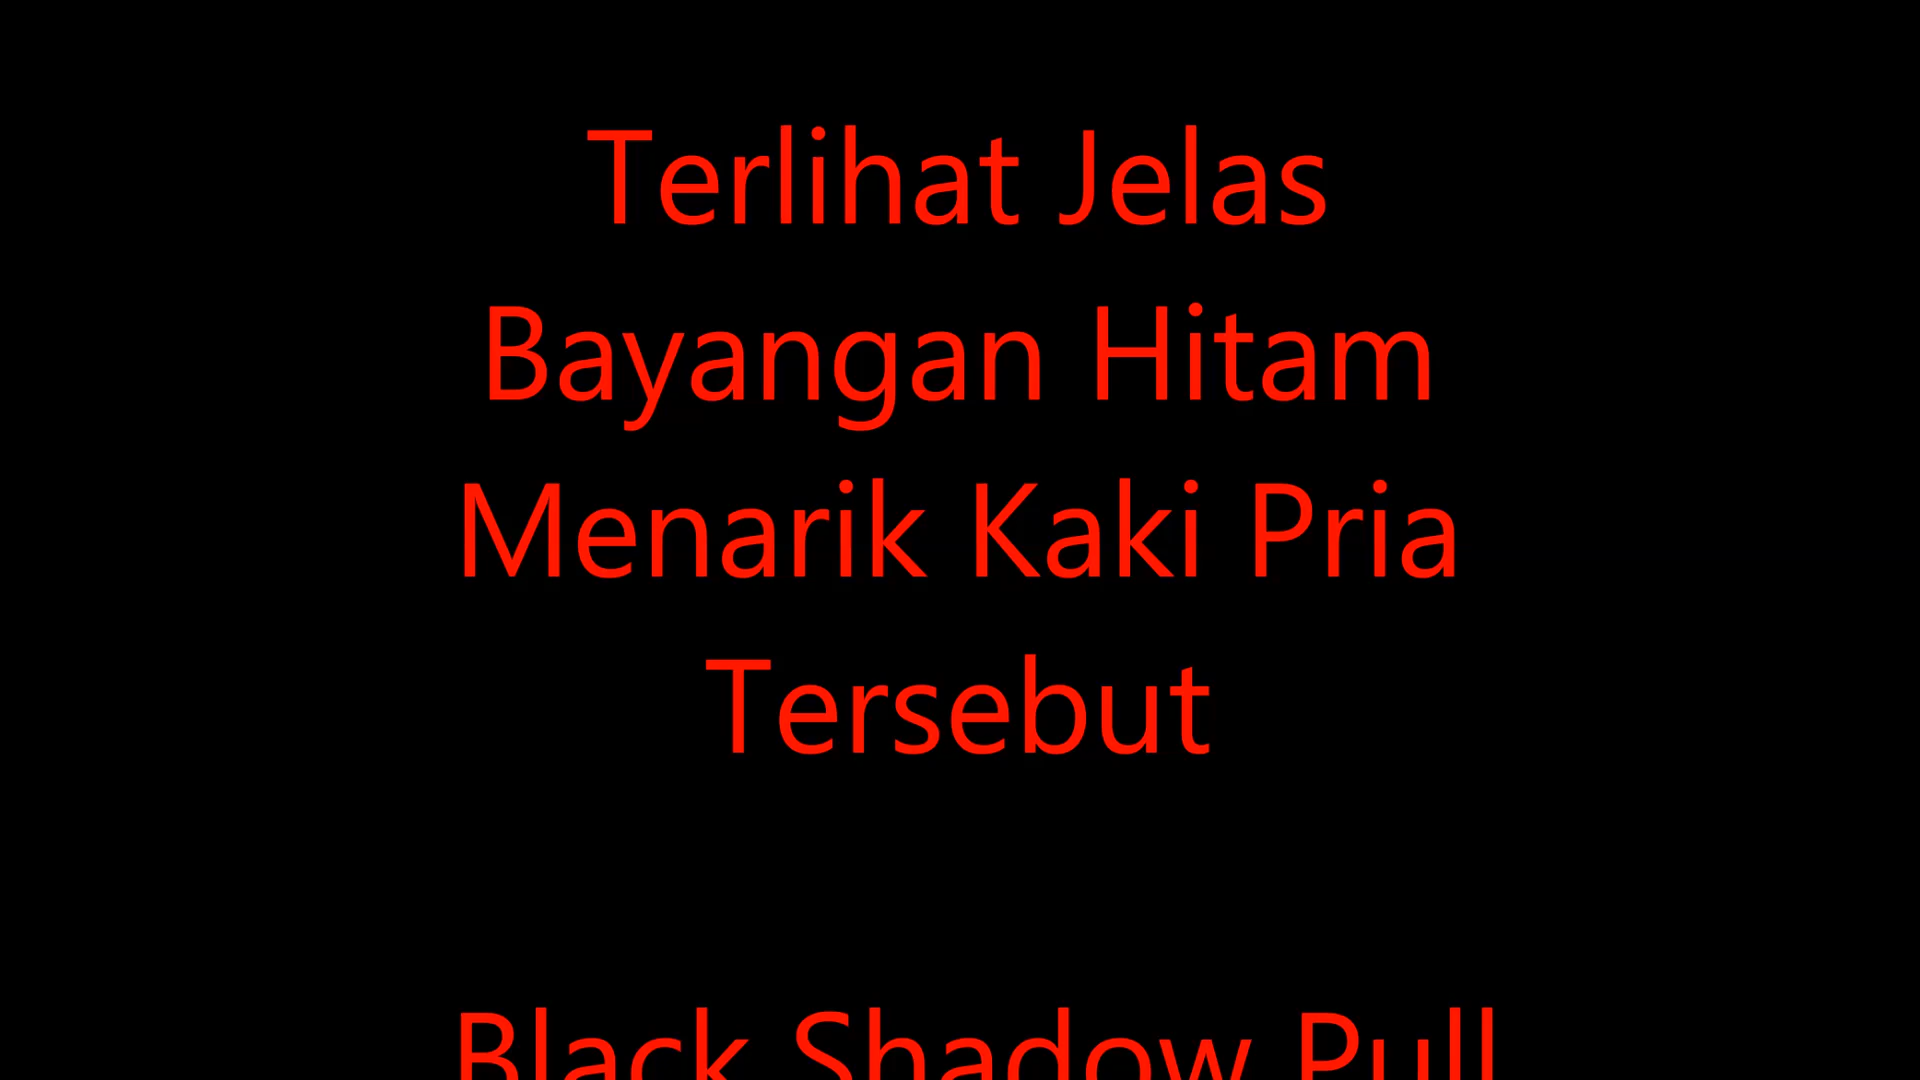 Terlihat Jelas
Bayangan Hitam
Menarik Kaki Pria
Tersebut
Black Shadow Pull